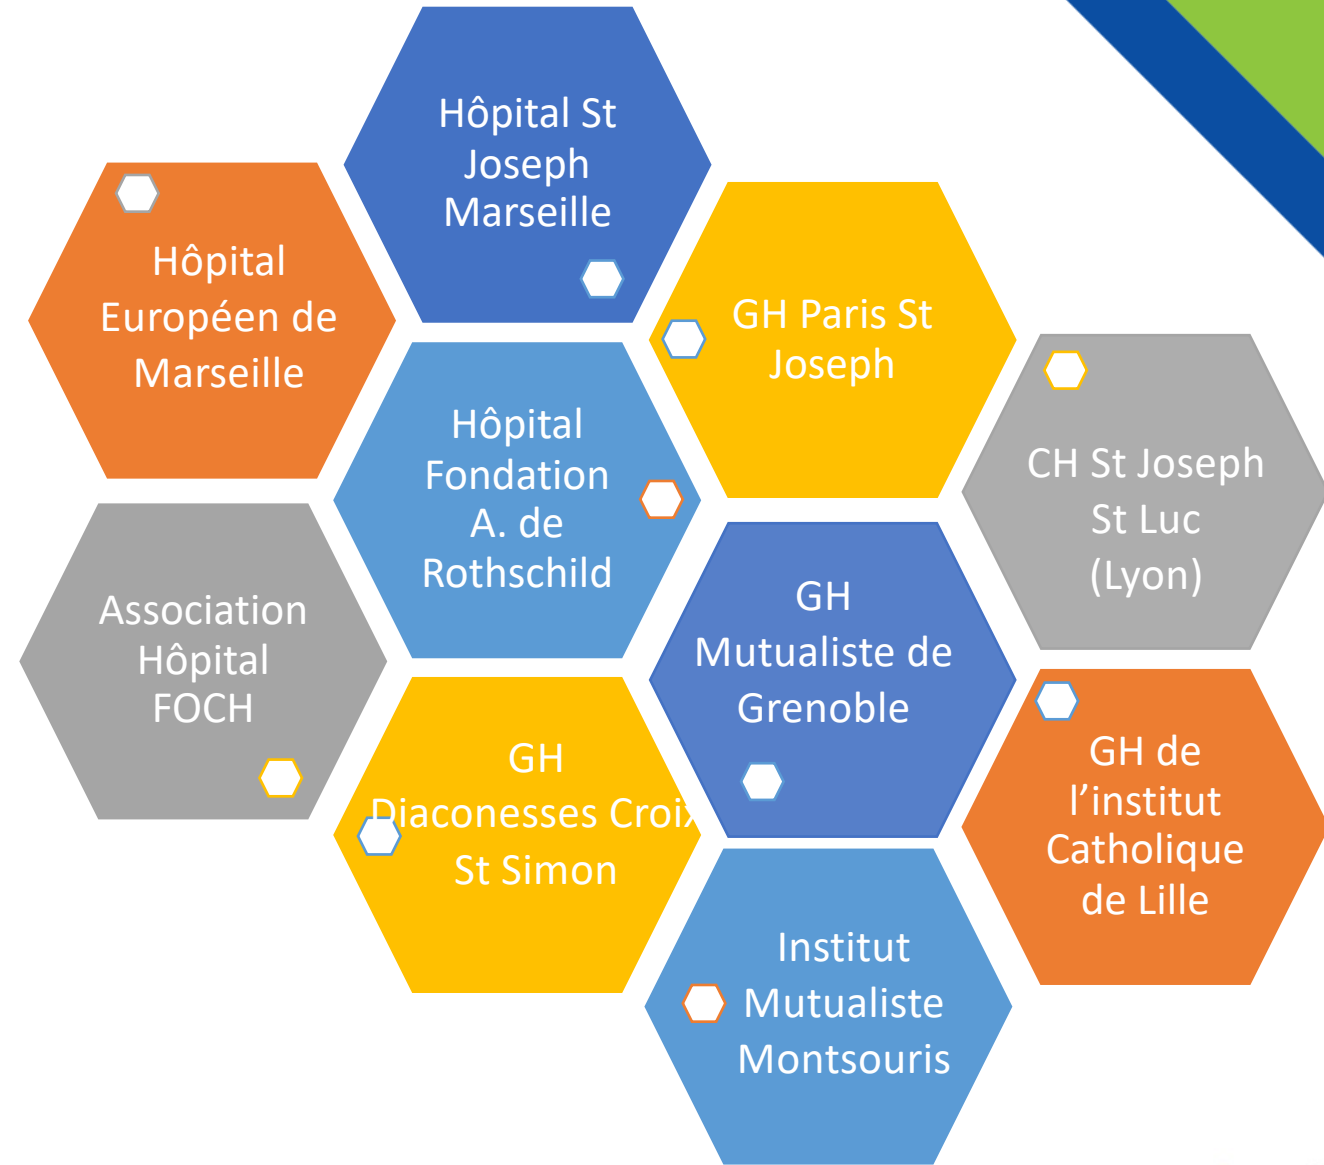 Hôpital St
Joseph
Marseille
Hôpital
Européen de
Marseille
GH Paris St
Joseph
Hôpital
Fondation
A. de
Rothschild
CH St Joseph
St Luc
(Lyon)
Association
Hôpital
FOCH
GH
Mutualiste de
Grenoble
GH
Diaconesses Croix
St Simon
GH de
l’institut
Catholique
de Lille
Institut
Mutualiste
Montsouris